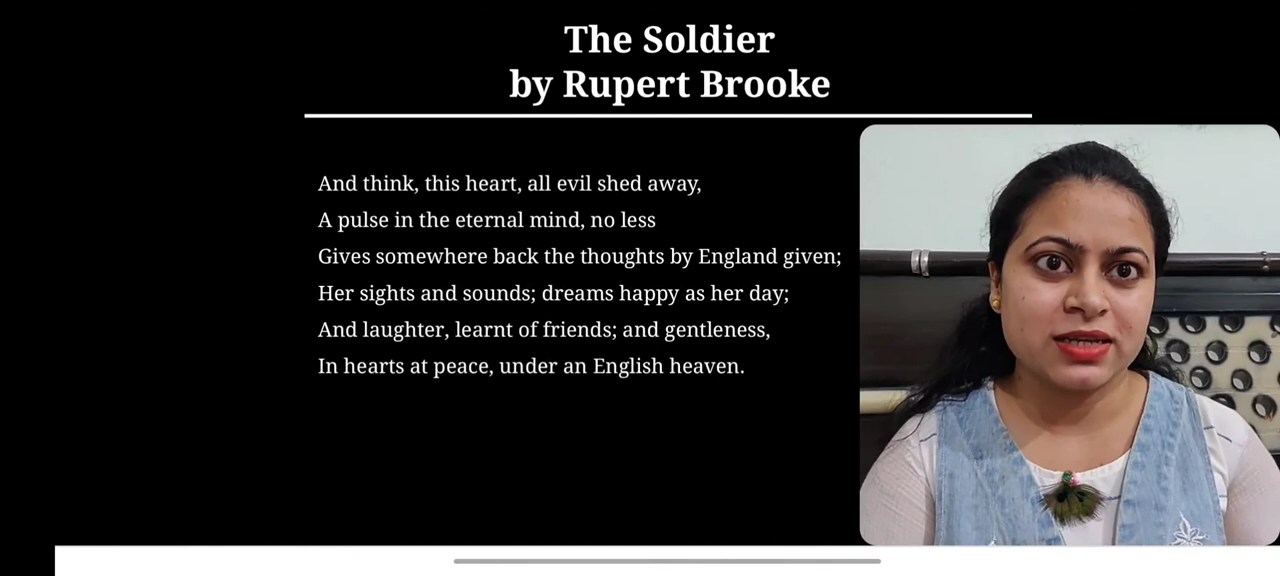 The Soldier
by Rupert Brooke
And think, this heart, all evil shed away,
A pulse in the eternal mind, no less
Gives somewhere back the thoughts by England given;
Her sights and sounds; dreams happy as her day;
And laughter, learnt of friends; and gentleness,
In hearts at peace, under an English heaven.